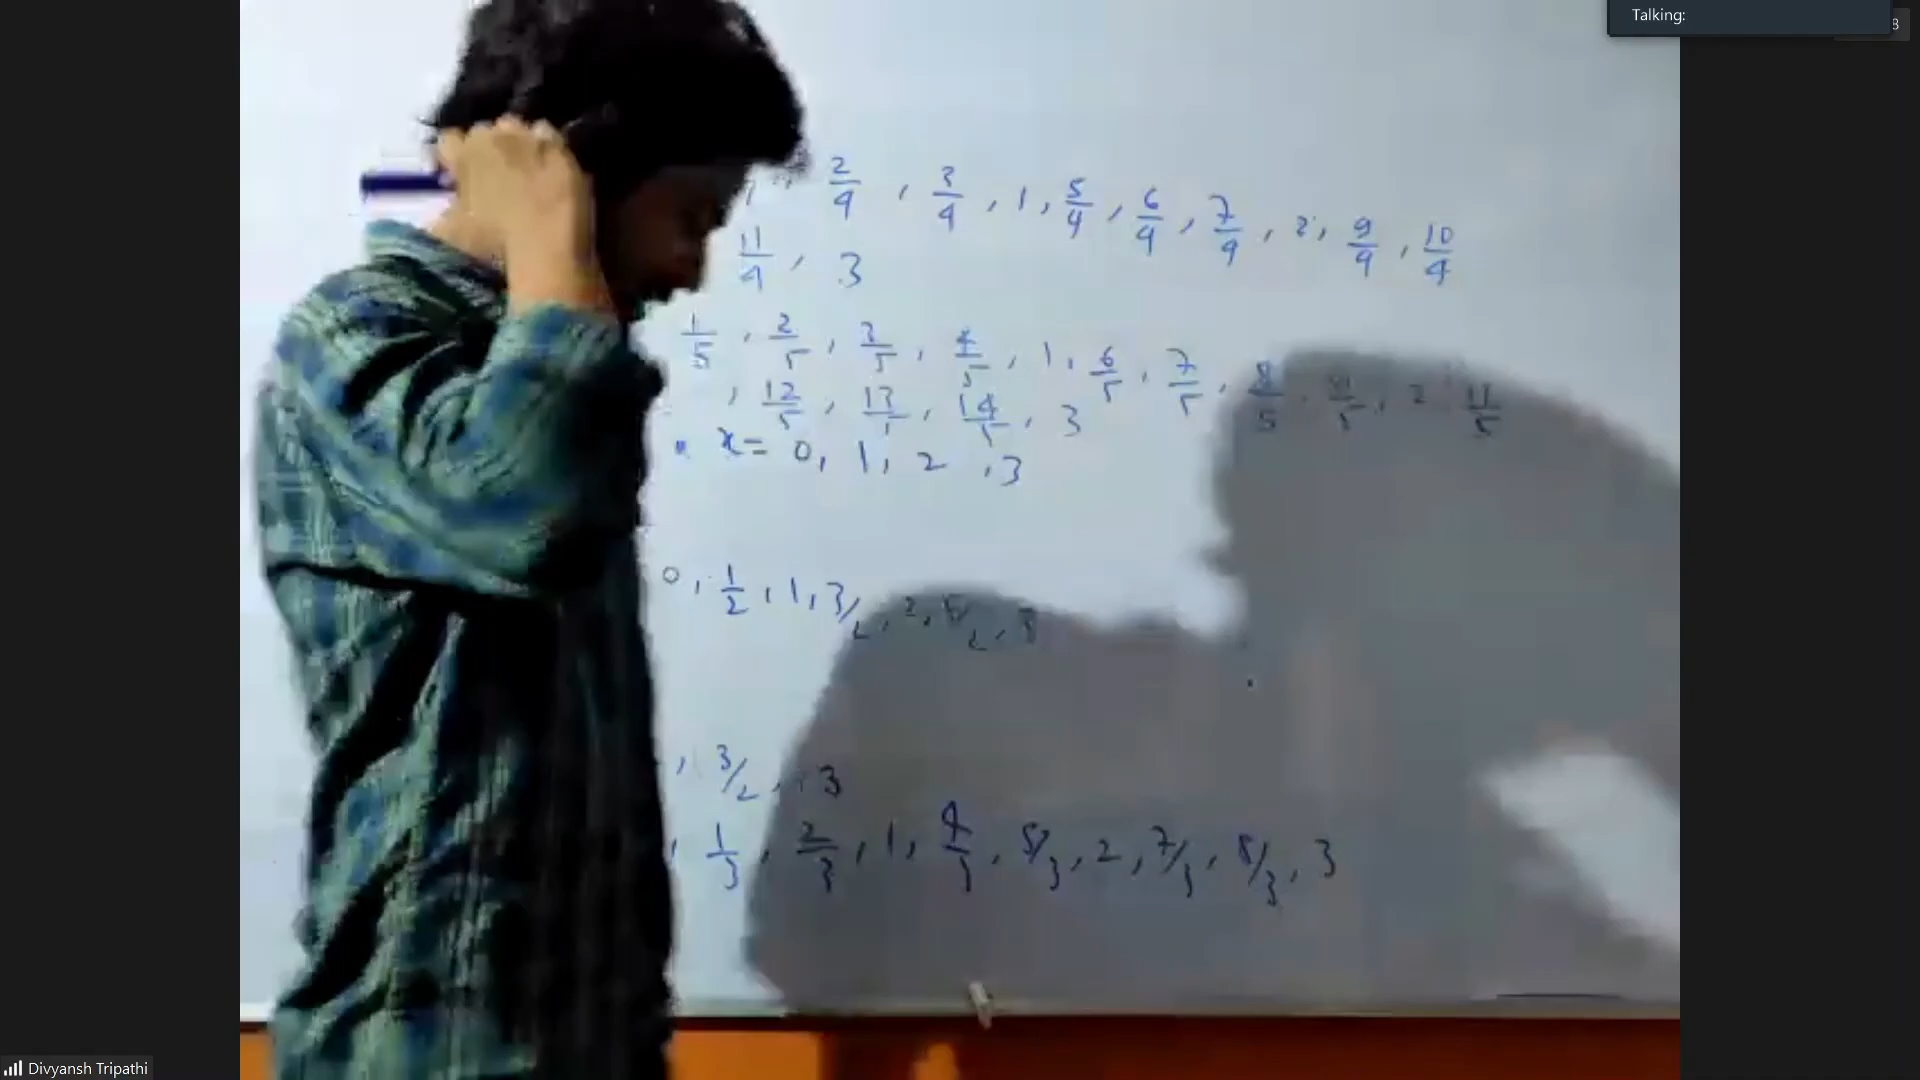 Talking:
8
, 2/4 , 3/4 , 1 , 5/4 , 6/4 , 7/4 , 2 , 9/4 , 10/4
11/4 , 3
1/5 , 2/5 , 3/5 , 4/5 , 1 , 6/5 , 7/5 , 8/5 , 9/5 , 2 , 11/5
, 12/5 , 13/5 , 14/5 , 3
x = 0, 1, 2 , 3
0 , 1/2 , 1 , 3/2 , 2 , 5/2 , 3
, 3/2 , 3
, 1/3 , 2/3 , 1 , 4/3 , 5/3 , 2 , 7/3 , 8/3 , 3
Divyansh Tripathi